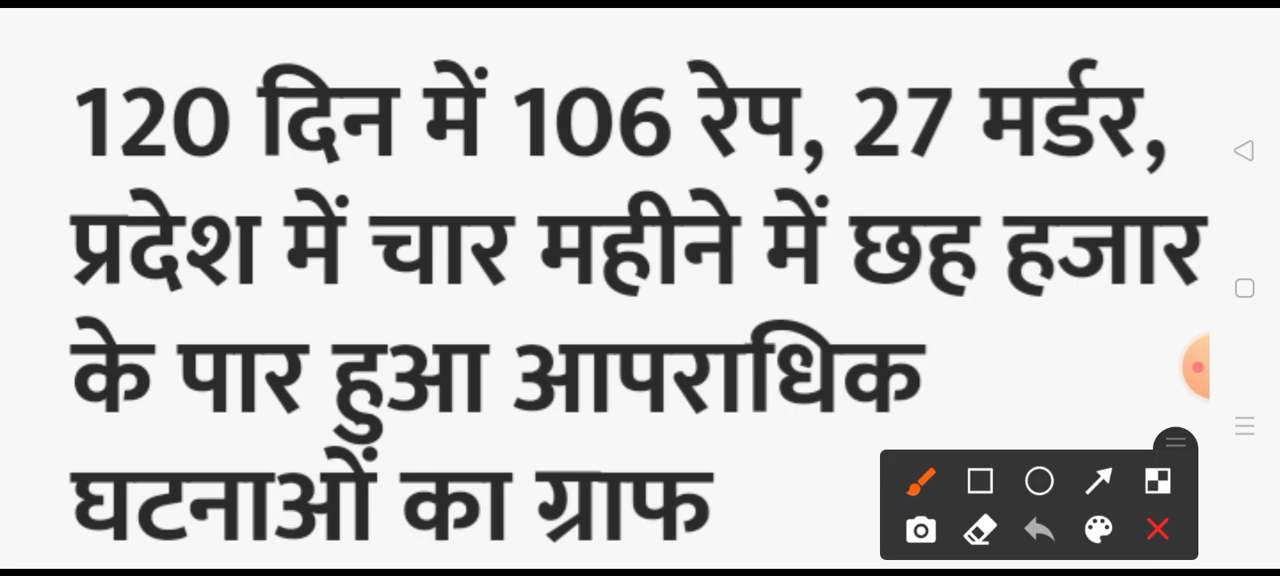 120 दिन में 106 रेप, 27 मर्डर,
प्रदेश में चार महीने में छह हजार
के पार हुआ आपराधिक
घटनाओं का ग्राफ